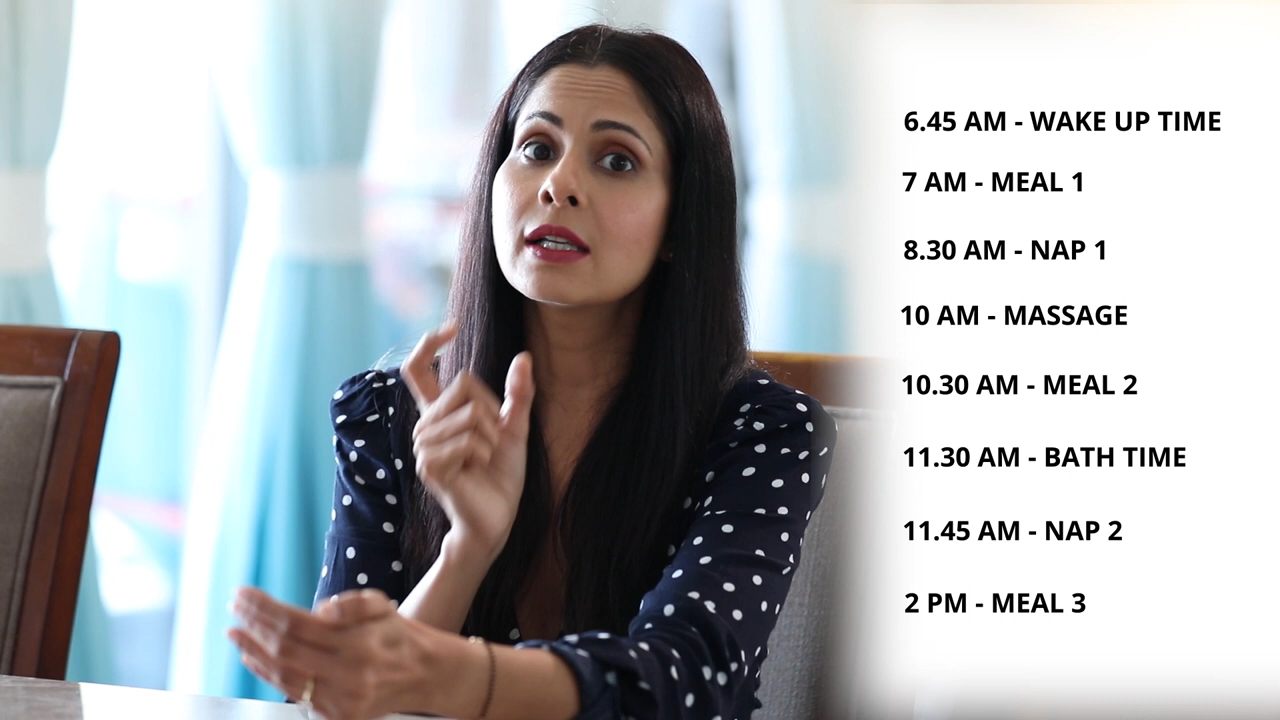 6.45 AM - WAKE UP TIME
7 AM - MEAL 1
8.30 AM - NAP 1
10 AM - MASSAGE
10.30 AM - MEAL 2
11.30 AM - BATH TIME
11.45 AM - NAP 2
2 PM - MEAL 3